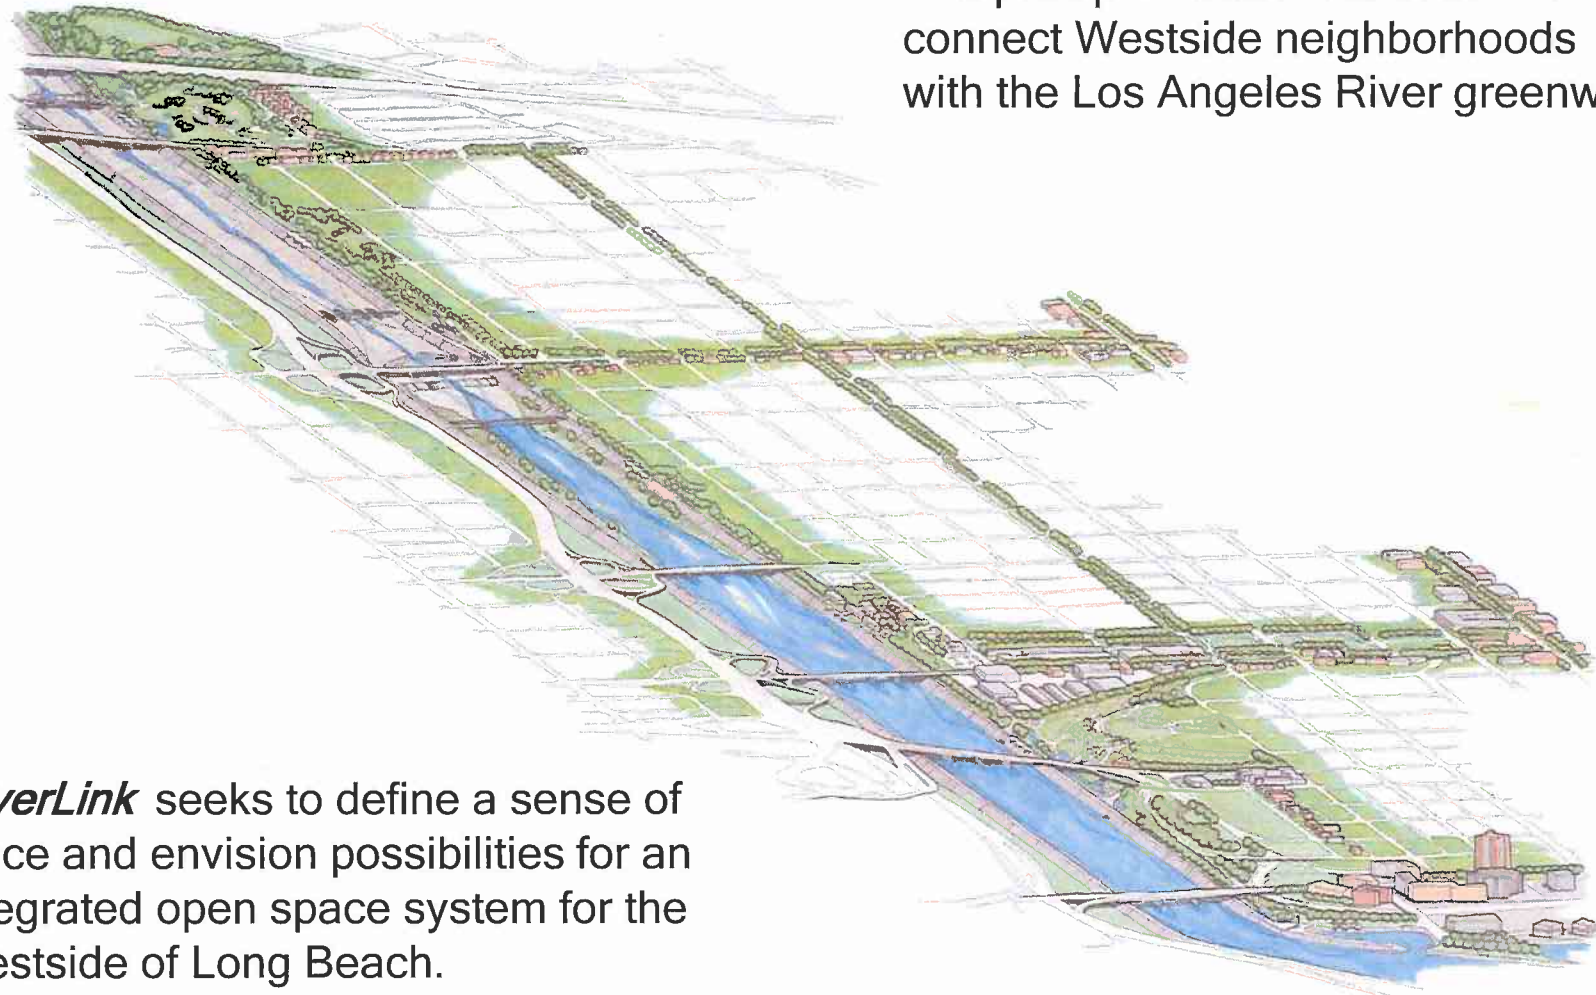 connect Westside neighborhoods
with the Los Angeles River greenw
verLink seeks to define a sense of
ce and envision possibilities for an
egrated open space system for the
estside of Long Beach.